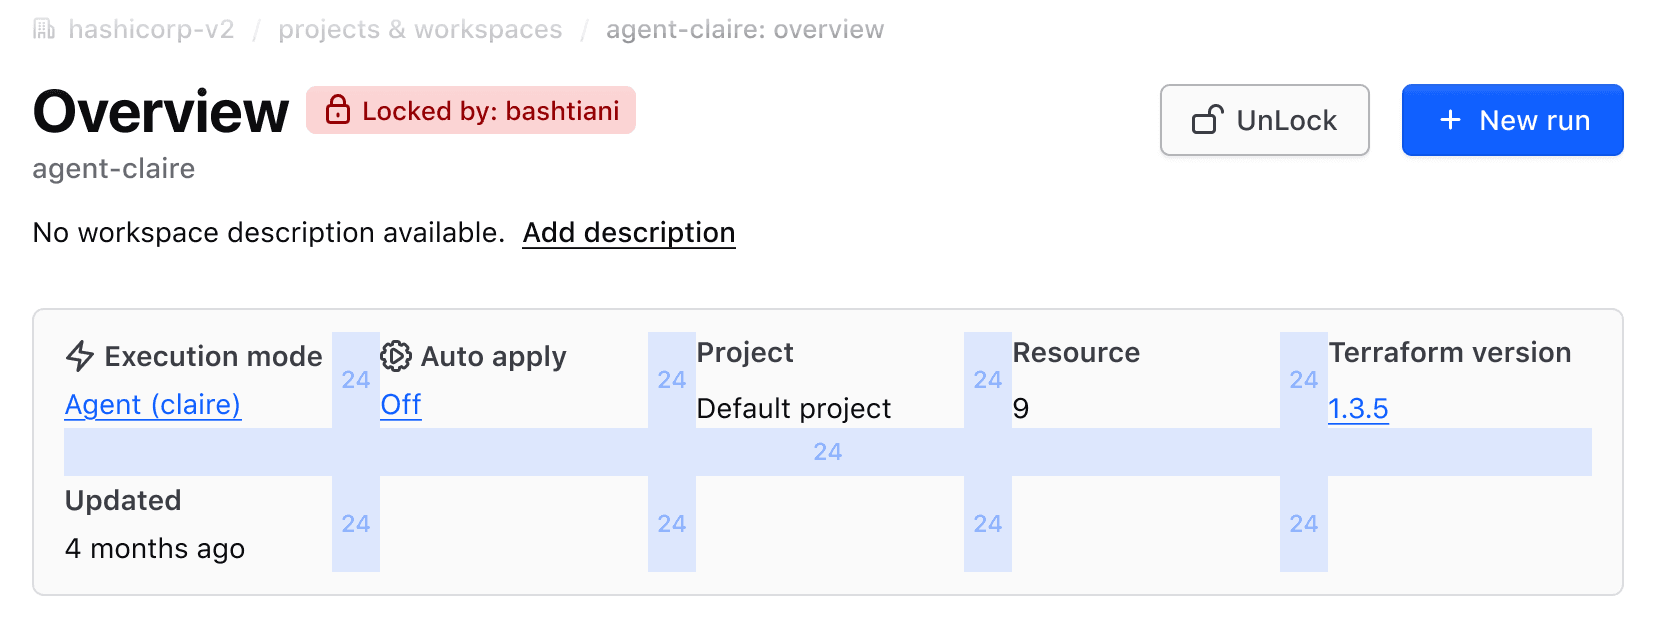 hashicorp-v2 / projects & workspaces / agent-claire: overview
Overview Locked by: bashtiani UnLock + New run
agent-claire
No workspace description available. Add description
Execution mode Auto apply Project Resource Terraform version
24 24 24 24
Agent (claire) Off Default project 9 1.3.5
24
Updated
24 24 24 24
4 months ago